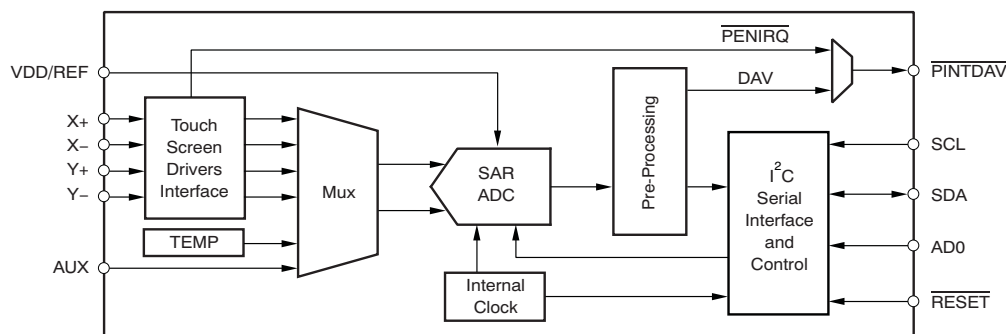 PENIRQ
VDD/REF
DAV
PINTDAV
X+
X–
Y+
Y–
Touch
Screen
Drivers
Interface
Mux
SAR
ADC
Pre-Processing
I²C
Serial
Interface
and
Control
SCL
SDA
AD0
RESET
TEMP
AUX
Internal
Clock